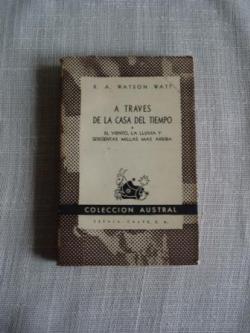 R. A. WATSON WATT
A TRAVES
DE LA CASA DEL TIEMPO
O
EL VIENTO, LA LLUVIA Y
SEISCIENTAS MILLAS MAS ARRIBA
COLECCION AUSTRAL
ESPASA-CALPE, S. A.